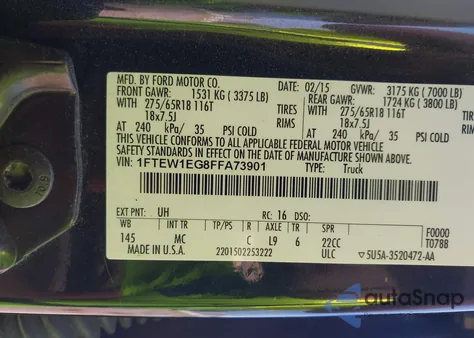 MFD. BY FORD MOTOR CO. 02/15 GVWR: 3175 KG ( 7000 LB)
FRONT GAWR: 1531 KG ( 3375 LB) REAR GAWR: 1724 KG ( 3800 LB)
WITH 275/65R18 116T TIRES WITH 275/65R18 116T TIRES
18x7.5J RIMS 18x7.5J RIMS
AT 240 kPa/ 35 PSI COLD AT 240 kPa/ 35 PSI COLD
THIS VEHICLE CONFORMS TO ALL APPLICABLE FEDERAL MOTOR VEHICLE
SAFETY STANDARDS IN EFFECT ON THE DATE OF MANUFACTURE SHOWN ABOVE.
VIN: 1FTEW1EG8FFA73901 TYPE: Truck
EXT PNT: UH RC: 16 DSO: F0000
WB INT TR TP/PS R AXLE TR SPR T0788
145 MC C L9 6 22CC
MADE IN U.S.A. 2201502253222 ULC 5U5A-3520472-AA
autoSnap